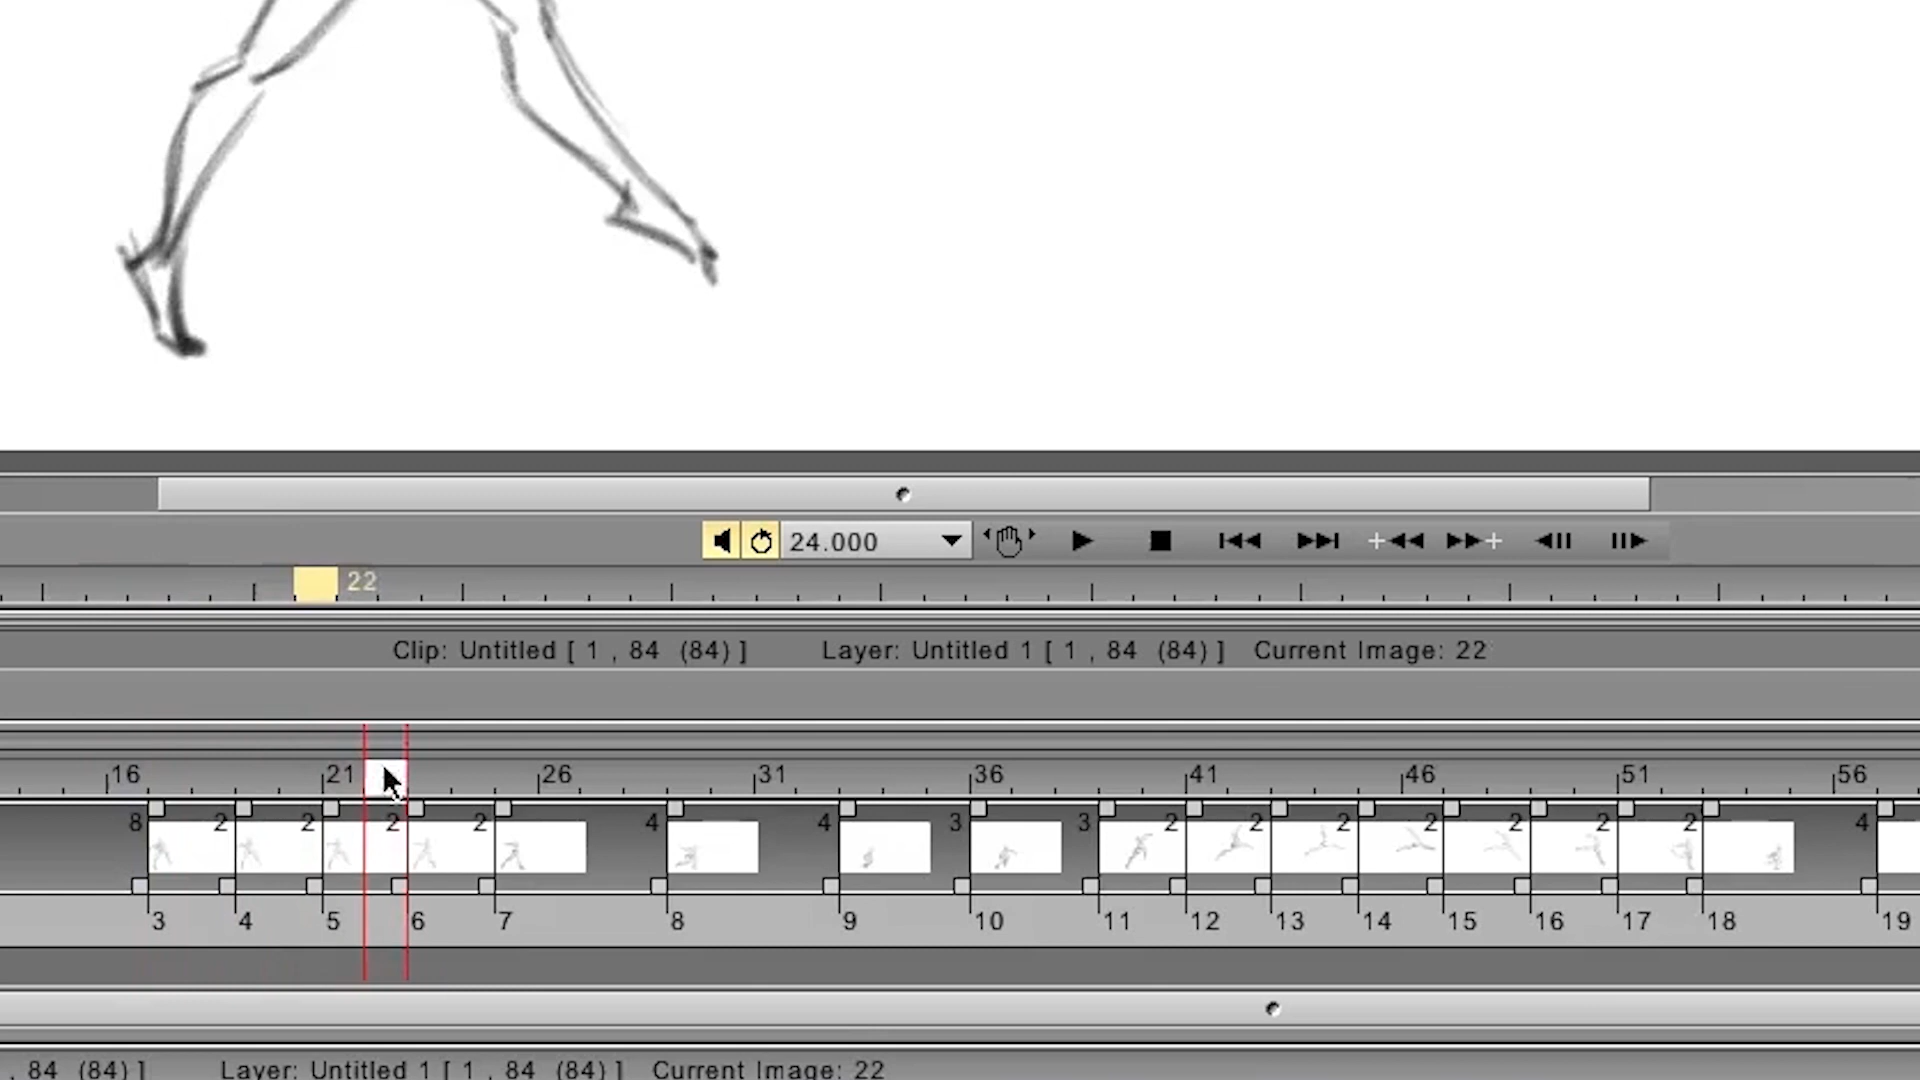 24.000
22
Clip: Untitled [ 1 , 84 (84) ] Layer: Untitled 1 [ 1 , 84 (84) ] Current Image: 22
16 21 26 31 36 41 46 51 56
8 2 2 2 2 4 4 3 3 2 2 2 2 2 2 2 4
3 4 5 6 7 8 9 10 11 12 13 14 15 16 17 18 19
, 84 (84) ] Layer: Untitled 1 [ 1 , 84 (84) ] Current Image: 22